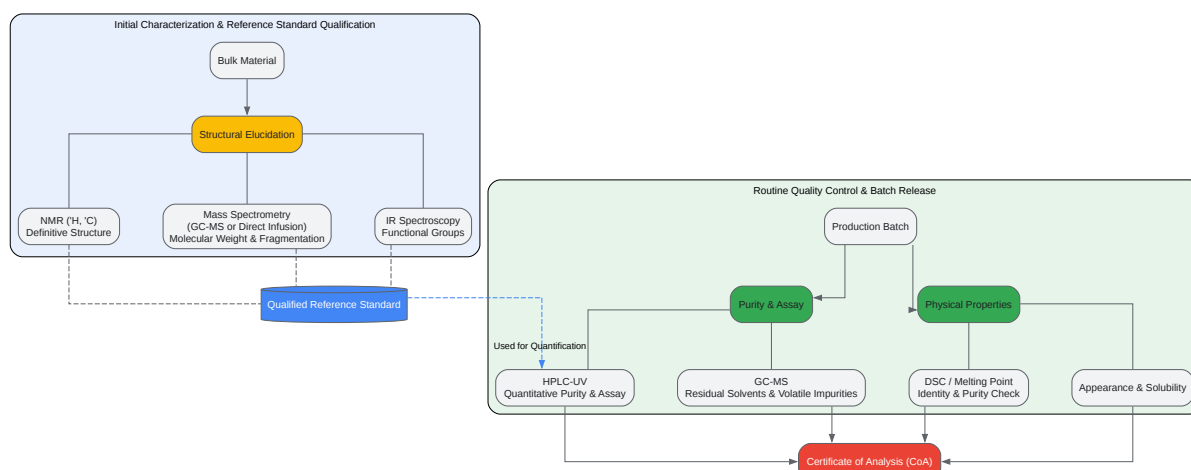 Initial Characterization & Reference Standard Qualification
Bulk Material
Structural Elucidation
NMR ('H, 'C)
Definitive Structure
Mass Spectrometry
(GC-MS or Direct Infusion)
Molecular Weight & Fragmentation
IR Spectroscopy
Functional Groups
Qualified Reference Standard
Routine Quality Control & Batch Release
Production Batch
Purity & Assay
Physical Properties
Used for Quantification
HPLC-UV
Quantitative Purity & Assay
GC-MS
Residual Solvents & Volatile Impurities
DSC / Melting Point
Identity & Purity Check
Appearance & Solubility
Certificate of Analysis (CoA)